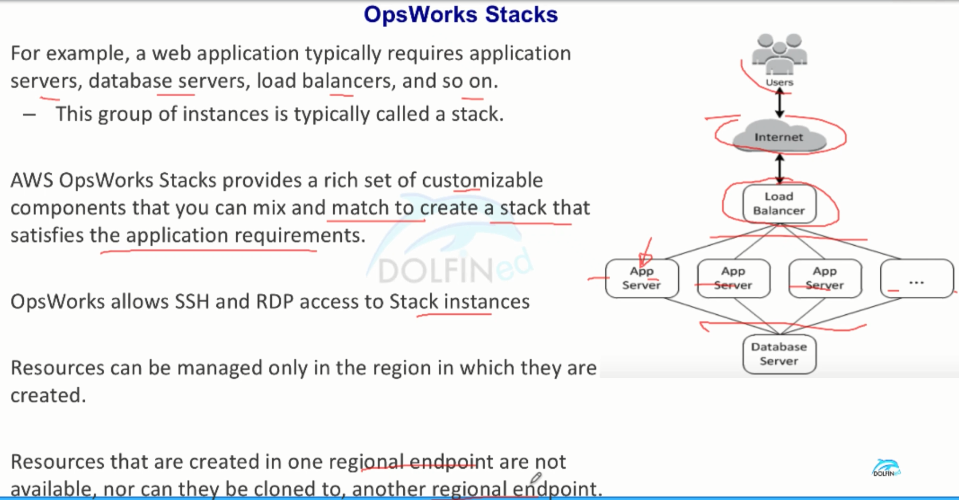 OpsWorks Stacks
For example, a web application typically requires application
servers, database servers, load balancers, and so on.
– This group of instances is typically called a stack.
AWS OpsWorks Stacks provides a rich set of customizable
components that you can mix and match to create a stack that
satisfies the application requirements.
DOLFINed
OpsWorks allows SSH and RDP access to Stack instances
Resources can be managed only in the region in which they are
created.
Resources that are created in one regional endpoint are not
available, nor can they be cloned to, another regional endpoint.
Users
Internet
Load
Balancer
App
Server
App
Server
App
Server
...
Database
Server
DOLFINed